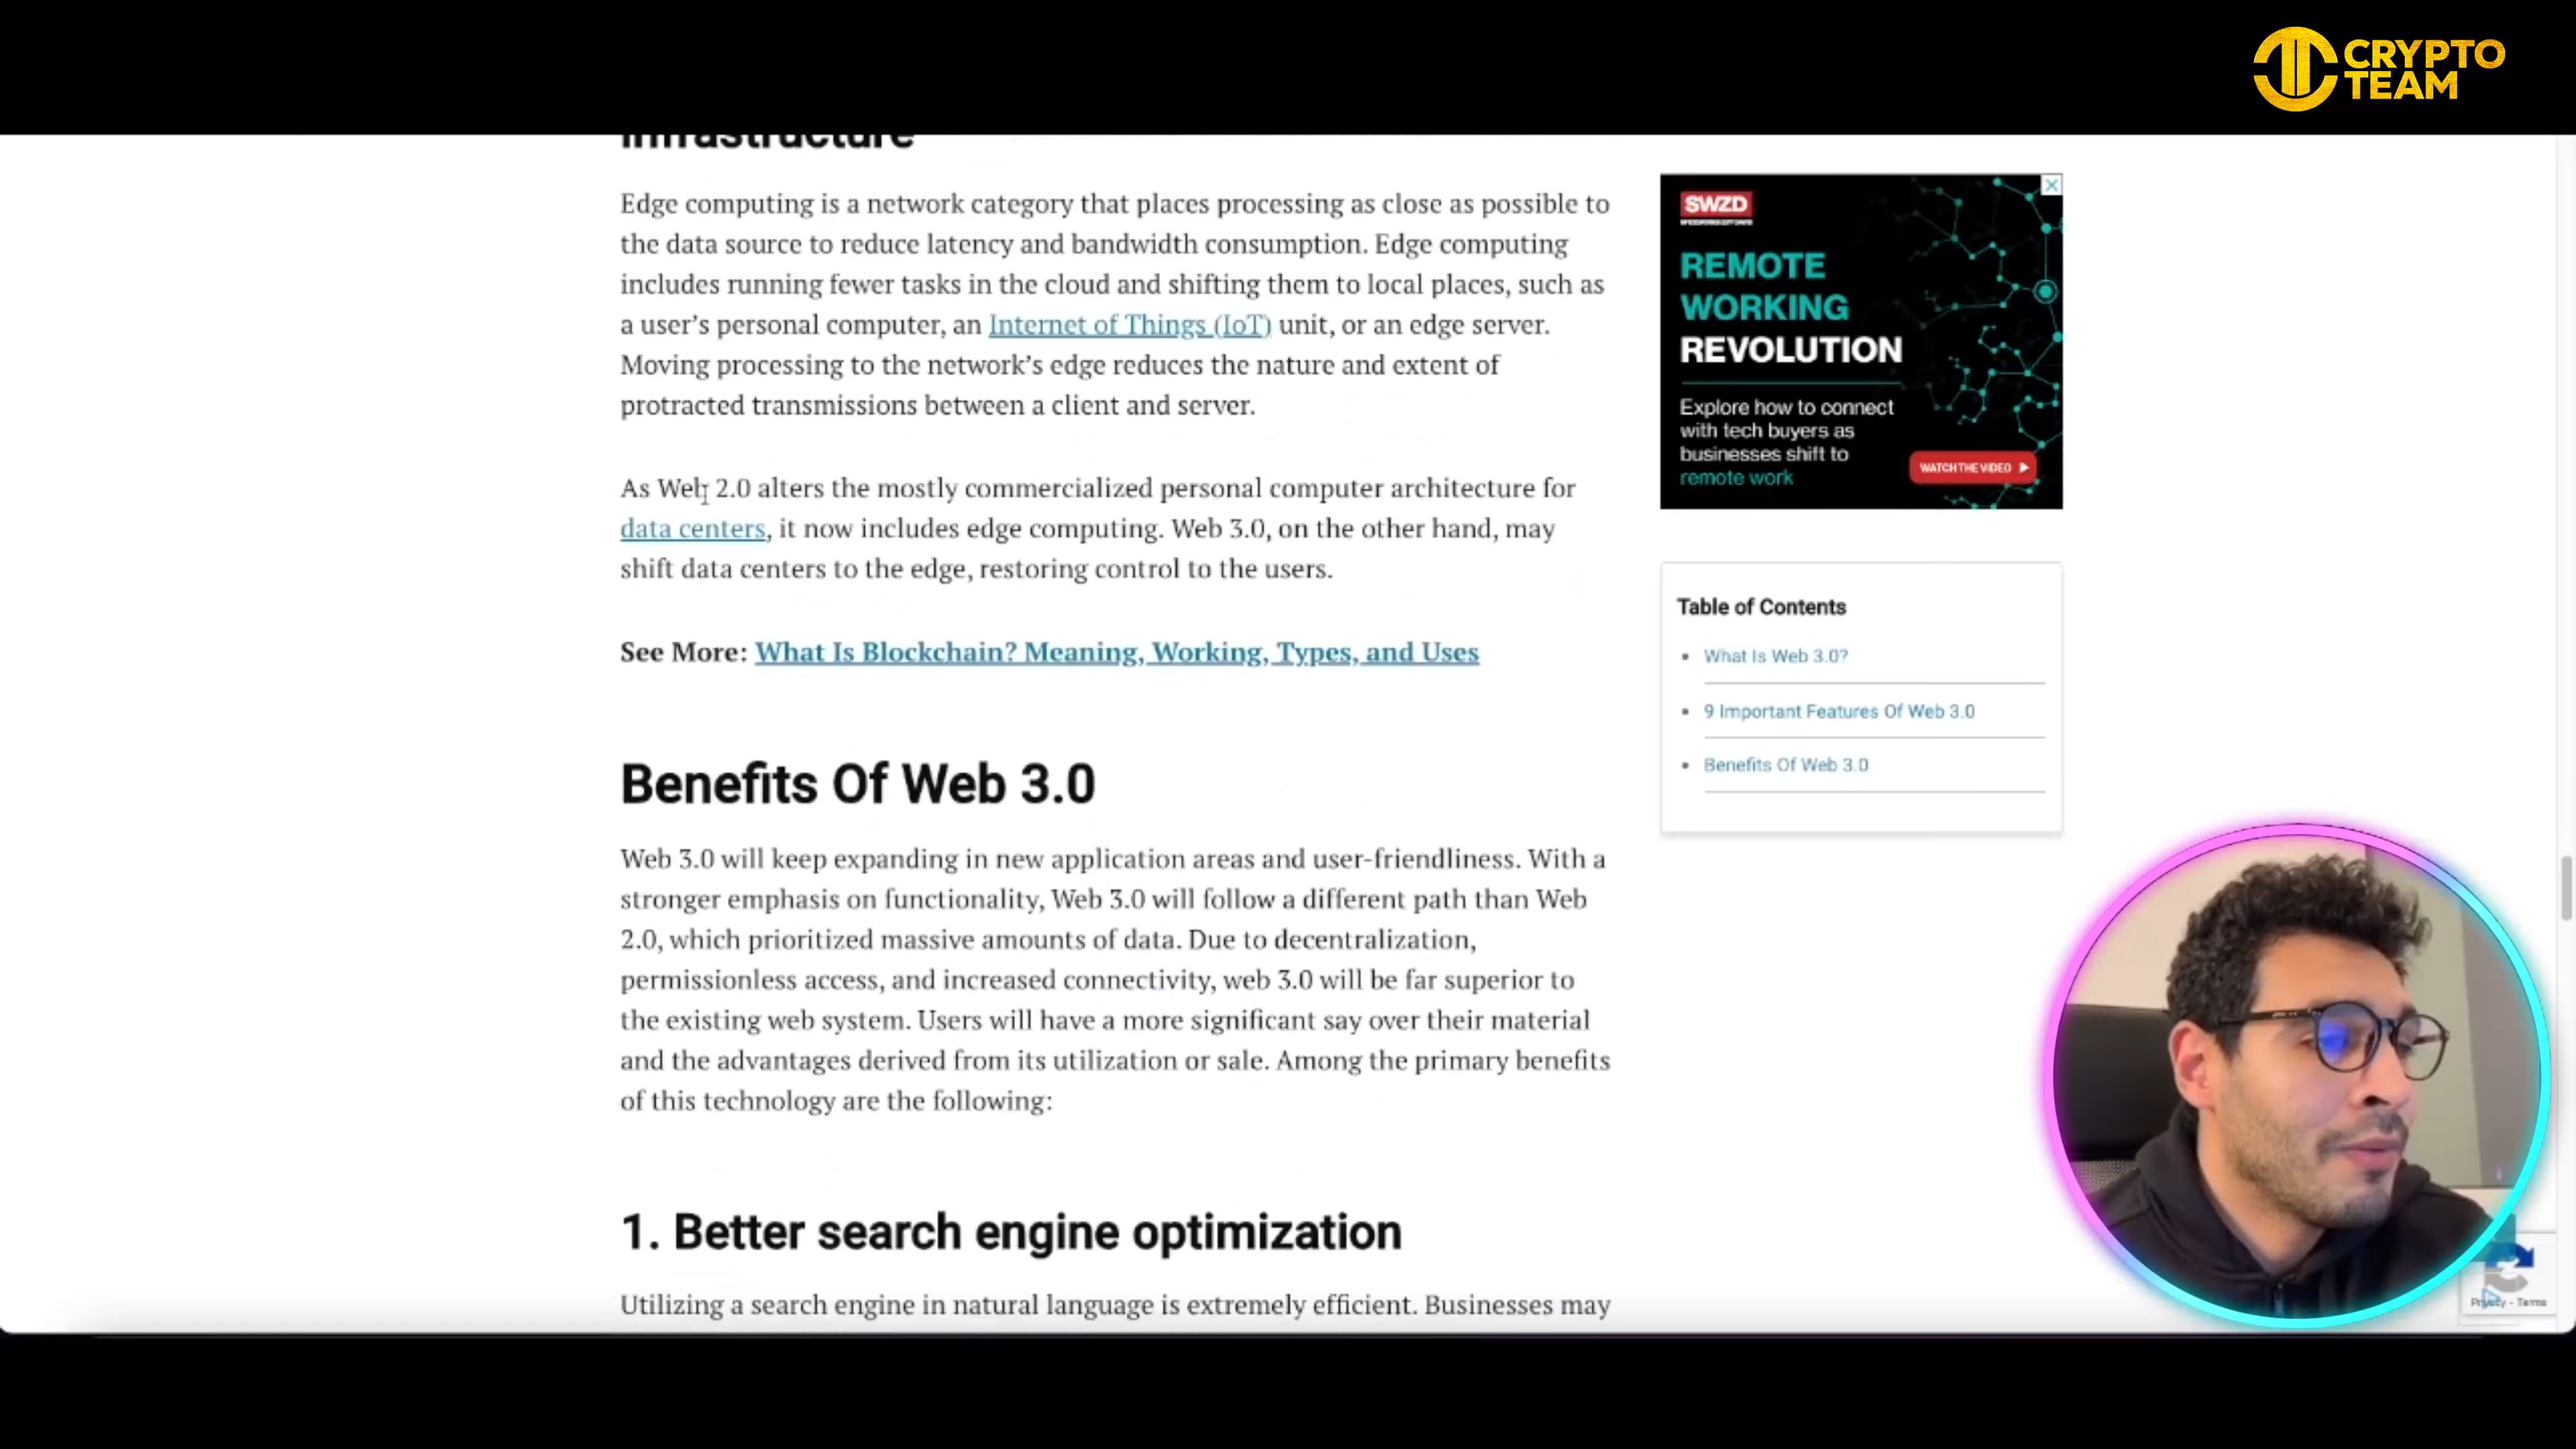 CRYPTO
TEAM
Infrastructure
Edge computing is a network category that places processing as close as possible to
the data source to reduce latency and bandwidth consumption. Edge computing
includes running fewer tasks in the cloud and shifting them to local places, such as
a user's personal computer, an Internet of Things (IoT) unit, or an edge server.
Moving processing to the network's edge reduces the nature and extent of
protracted transmissions between a client and server.
As Web 2.0 alters the mostly commercialized personal computer architecture for
data centers, it now includes edge computing. Web 3.0, on the other hand, may
shift data centers to the edge, restoring control to the users.
See More: What Is Blockchain? Meaning, Working, Types, and Uses
Benefits Of Web 3.0
Web 3.0 will keep expanding in new application areas and user-friendliness. With a
stronger emphasis on functionality, Web 3.0 will follow a different path than Web
2.0, which prioritized massive amounts of data. Due to decentralization,
permissionless access, and increased connectivity, web 3.0 will be far superior to
the existing web system. Users will have a more significant say over their material
and the advantages derived from its utilization or sale. Among the primary benefits
of this technology are the following:
1. Better search engine optimization
Utilizing a search engine in natural language is extremely efficient. Businesses may
SWZD
REMOTE
WORKING
REVOLUTION
Explore how to connect
with tech buyers as
businesses shift to
remote work
WATCH THE VIDEO
Table of Contents
What Is Web 3.0?
9 Important Features Of Web 3.0
Benefits Of Web 3.0
Privacy - Terms